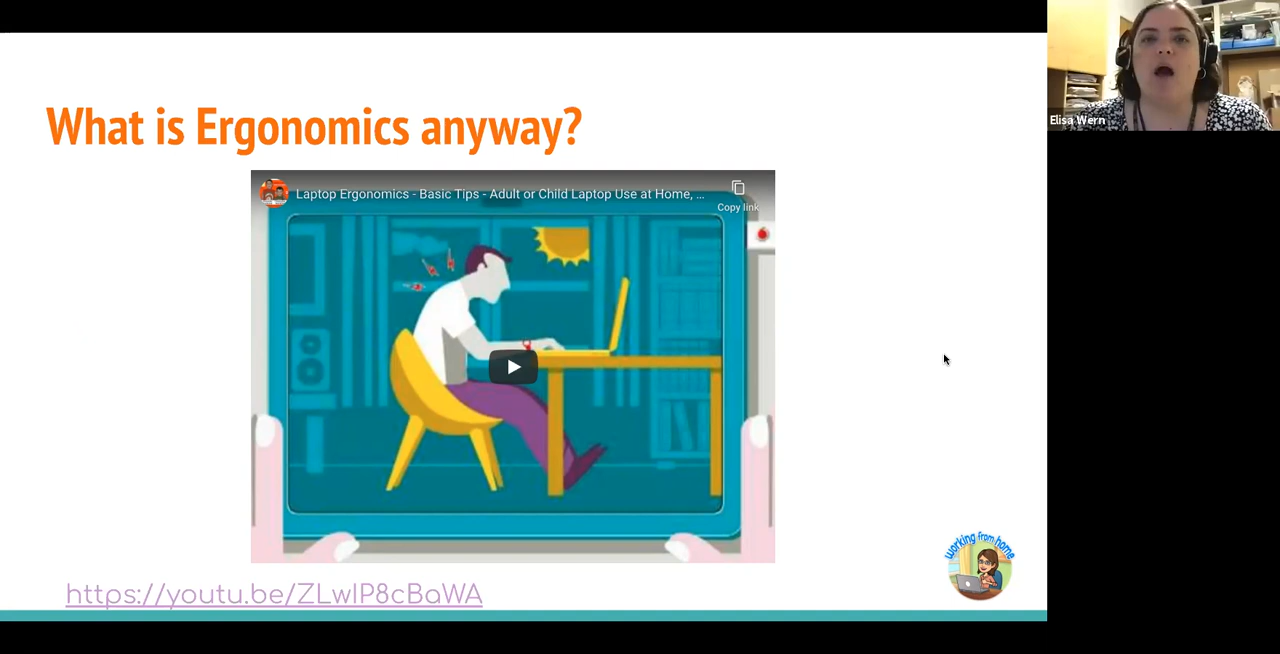 What is Ergonomics anyway?
Laptop Ergonomics - Basic Tips - Adult or Child Laptop Use at Home, ...
Copy link
https://youtu.be/ZLwlP8cBaWA
working from home
Elisa Wern